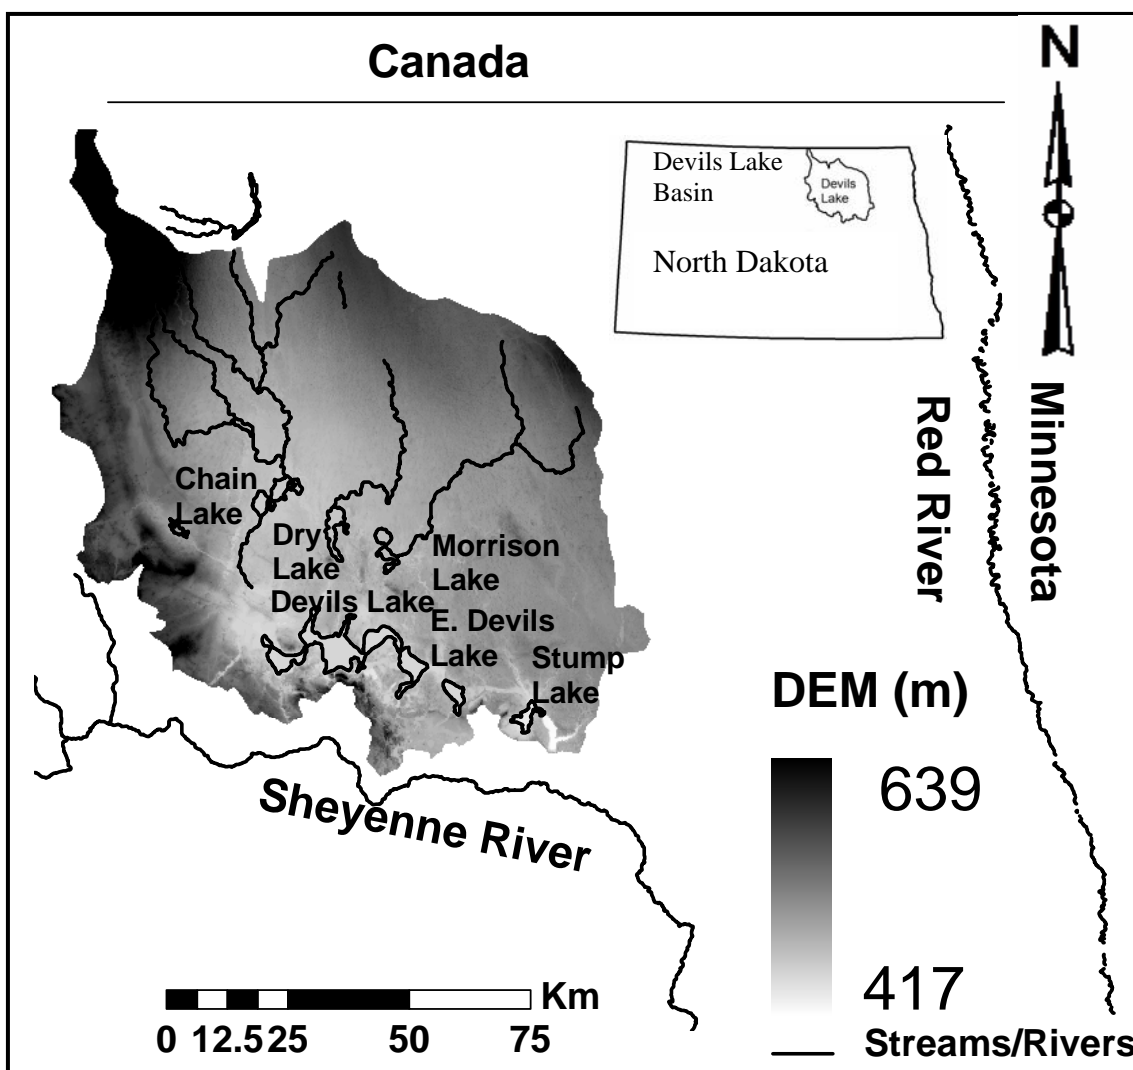 Canada
N
Devils Lake
Basin
Devils
Lake
North Dakota
Red River
Minnesota
Chain
Lake
Dry
Lake
Morrison
Lake
Devils Lake
E. Devils
Lake
Stump
Lake
Sheyenne River
DEM (m)
639
417
Km
0 12.5 25 50 75
Streams/Rivers